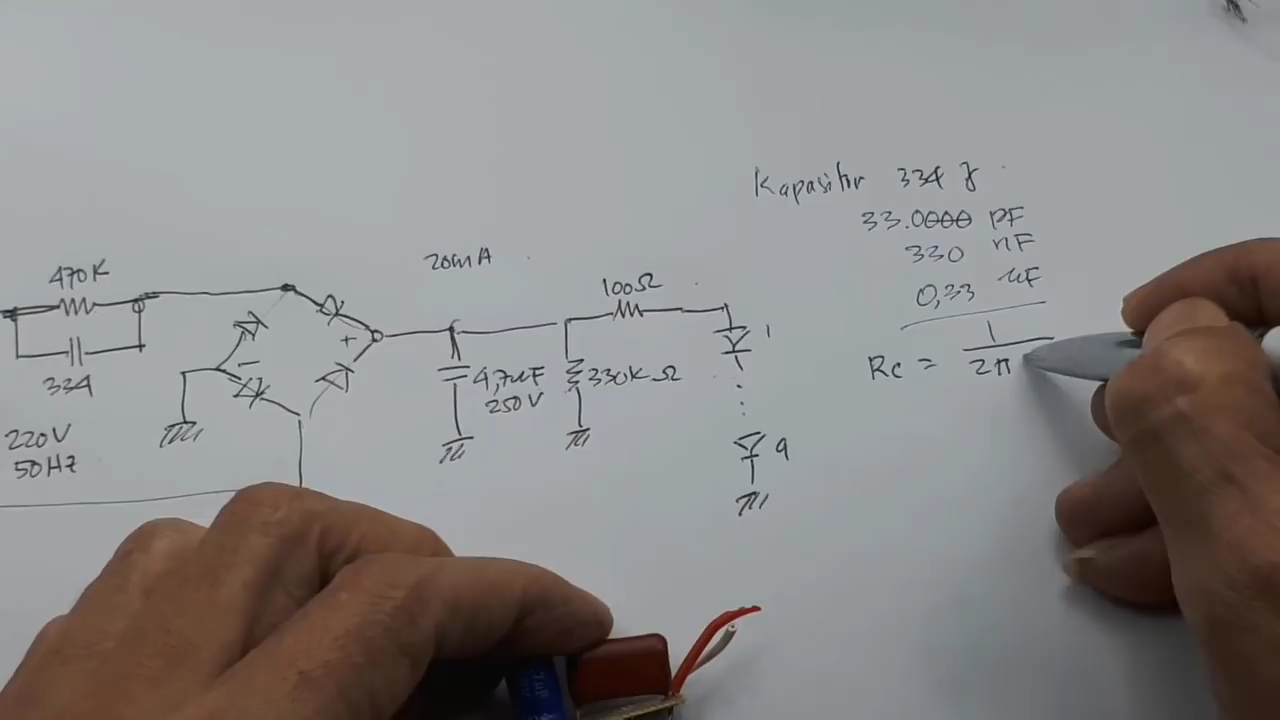 470K
334
220V
50Hz
+
-
20mA
4,7uF
250V
330KΩ
100Ω
1
9
Kapasitor 334 J
33.0000 PF
330 nF
0,33 uF
Rc = 1
2π